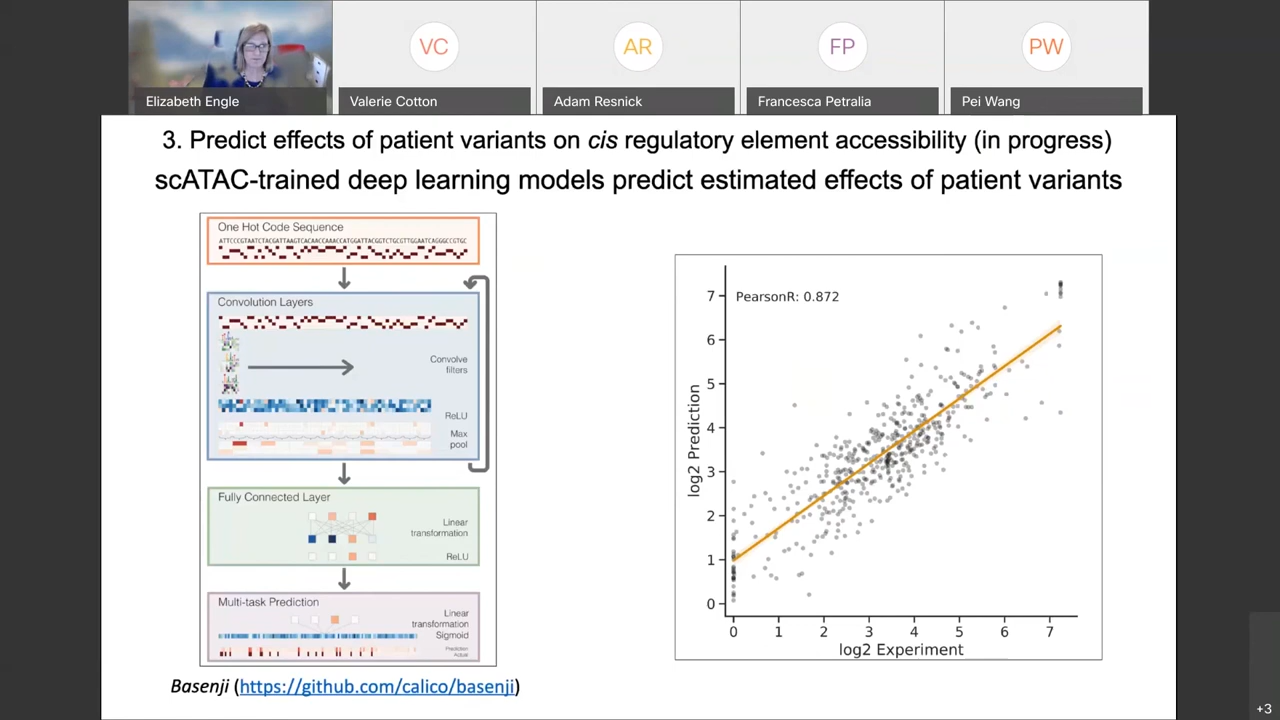 VC
AR
FP
PW
Elizabeth Engle
Valerie Cotton
Adam Resnick
Francesca Petralia
Pei Wang
3. Predict effects of patient variants on cis regulatory element accessibility (in progress)
scATAC-trained deep learning models predict estimated effects of patient variants
One Hot Code Sequence
Convolution Layers
Convolve
filters
ReLU
Max
pool
Fully Connected Layer
Linear
transformation
ReLU
Multi-task Prediction
Linear
transformation
Sigmoid
Prediction
Actual
Basenji (https://github.com/calico/basenji)
PearsonR: 0.872
log2 Prediction
7
6
5
4
3
2
1
0
0 1 2 3 4 5 6 7
log2 Experiment
+3